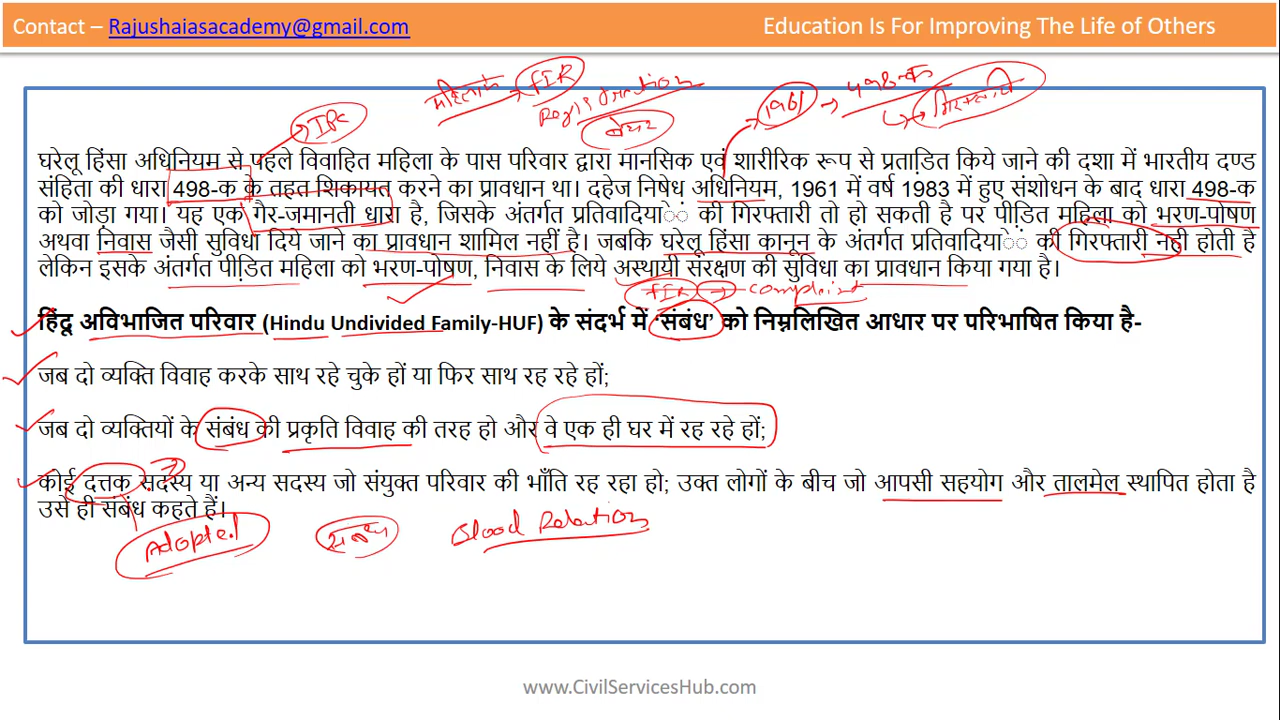 Contact – Rajushaiasacademy@gmail.com
Education Is For Improving The Life of Others
FIR
Registration
1961 → 498-क
IPC
घरेलू हिंसा अधिनियम से पहले विवाहित महिला के पास परिवार द्वारा मानसिक एवं शारीरिक रूप से प्रताड़ित किये जाने की दशा में भारतीय दण्ड
संहिता की धारा 498-क के तहत शिकायत करने का प्रावधान था। दहेज निषेध अधिनियम, 1961 में वर्ष 1983 में हुए संशोधन के बाद धारा 498-क
को जोड़ा गया। यह एक गैर-जमानती धारा है, जिसके अंतर्गत प्रतिवादियाेें की गिरफ्तारी तो हो सकती है पर पीड़ित महिला को भरण-पोषण
अथवा निवास जैसी सुविधा दिये जाने का प्रावधान शामिल नहीं है। जबकि घरेलू हिंसा कानून के अंतर्गत प्रतिवादियाेें की गिरफ्तारी नही होती है
लेकिन इसके अंतर्गत पीड़ित महिला को भरण-पोषण, निवास के लिये अस्थायी संरक्षण की सुविधा का प्रावधान किया गया है।
FIR → complaint
हिंदू अविभाजित परिवार (Hindu Undivided Family-HUF) के संदर्भ में ‘संबंध’ को निम्नलिखित आधार पर परिभाषित किया है-
जब दो व्यक्ति विवाह करके साथ रहे चुके हों या फिर साथ रह रहे हों;
जब दो व्यक्तियों के संबंध की प्रकृति विवाह की तरह हो और वे एक ही घर में रह रहे हों;
कोई दत्तक सदस्य या अन्य सदस्य जो संयुक्त परिवार की भाँति रह रहा हो; उक्त लोगों के बीच जो आपसी सहयोग और तालमेल स्थापित होता है
उसे ही संबंध कहते हैं।
Adopted
Blood Relation
www.CivilServicesHub.com